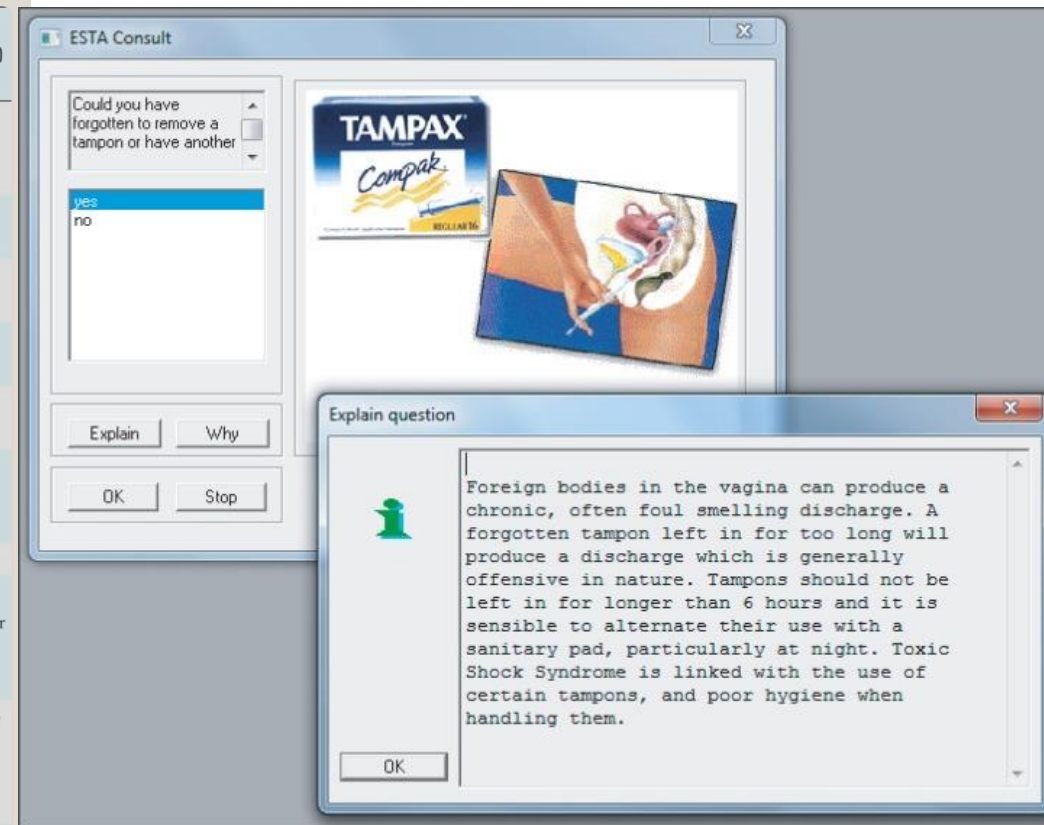 ESTA Consult
Could you have
forgotten to remove a
tampon or have another
yes
no
Explain
Why
OK
Stop
TAMPAX
Compak
REGULAR 16
Explain question
Foreign bodies in the vagina can produce a
chronic, often foul smelling discharge. A
forgotten tampon left in for too long will
produce a discharge which is generally
offensive in nature. Tampons should not be
left in for longer than 6 hours and it is
sensible to alternate their use with a
sanitary pad, particularly at night. Toxic
Shock Syndrome is linked with the use of
certain tampons, and poor hygiene when
handling them.
OK